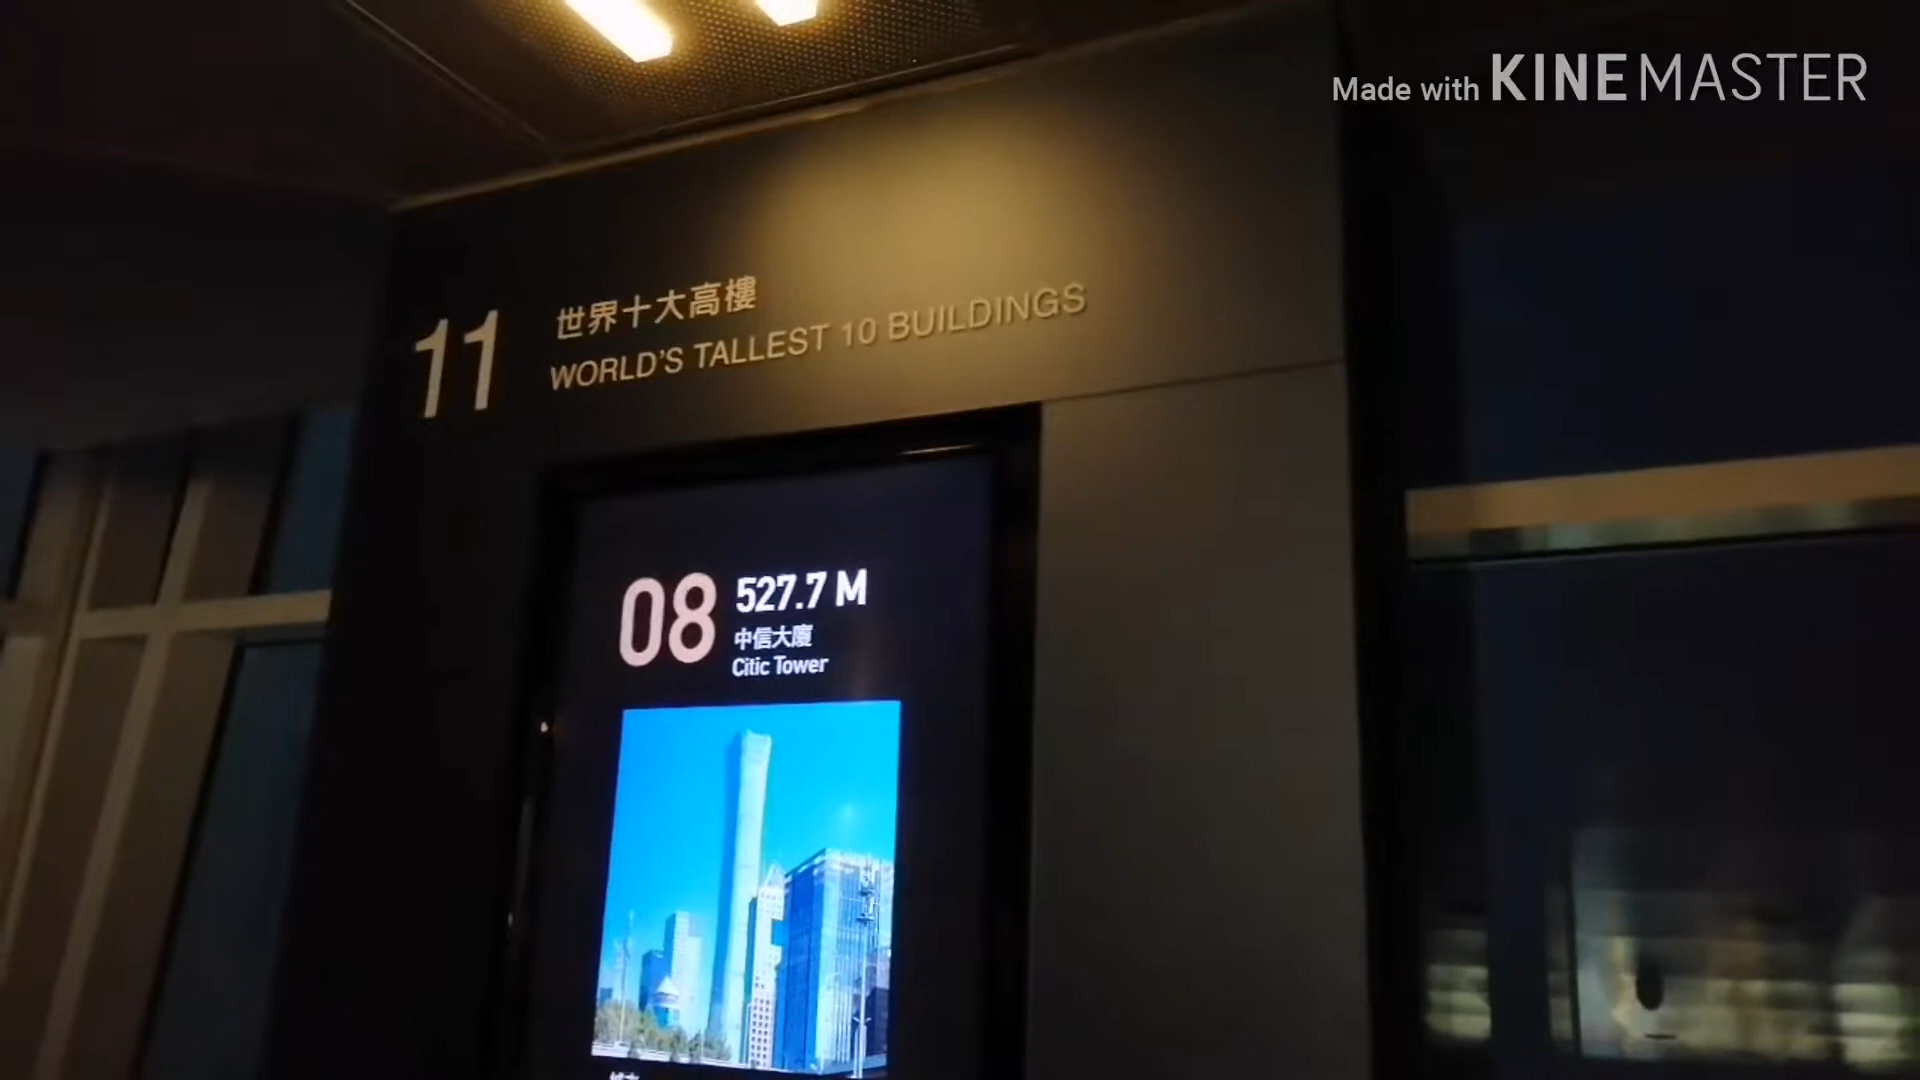 Made with KINEMASTER
11
世界十大高樓
WORLD'S TALLEST 10 BUILDINGS
08
527.7 M
中信大廈
Citic Tower